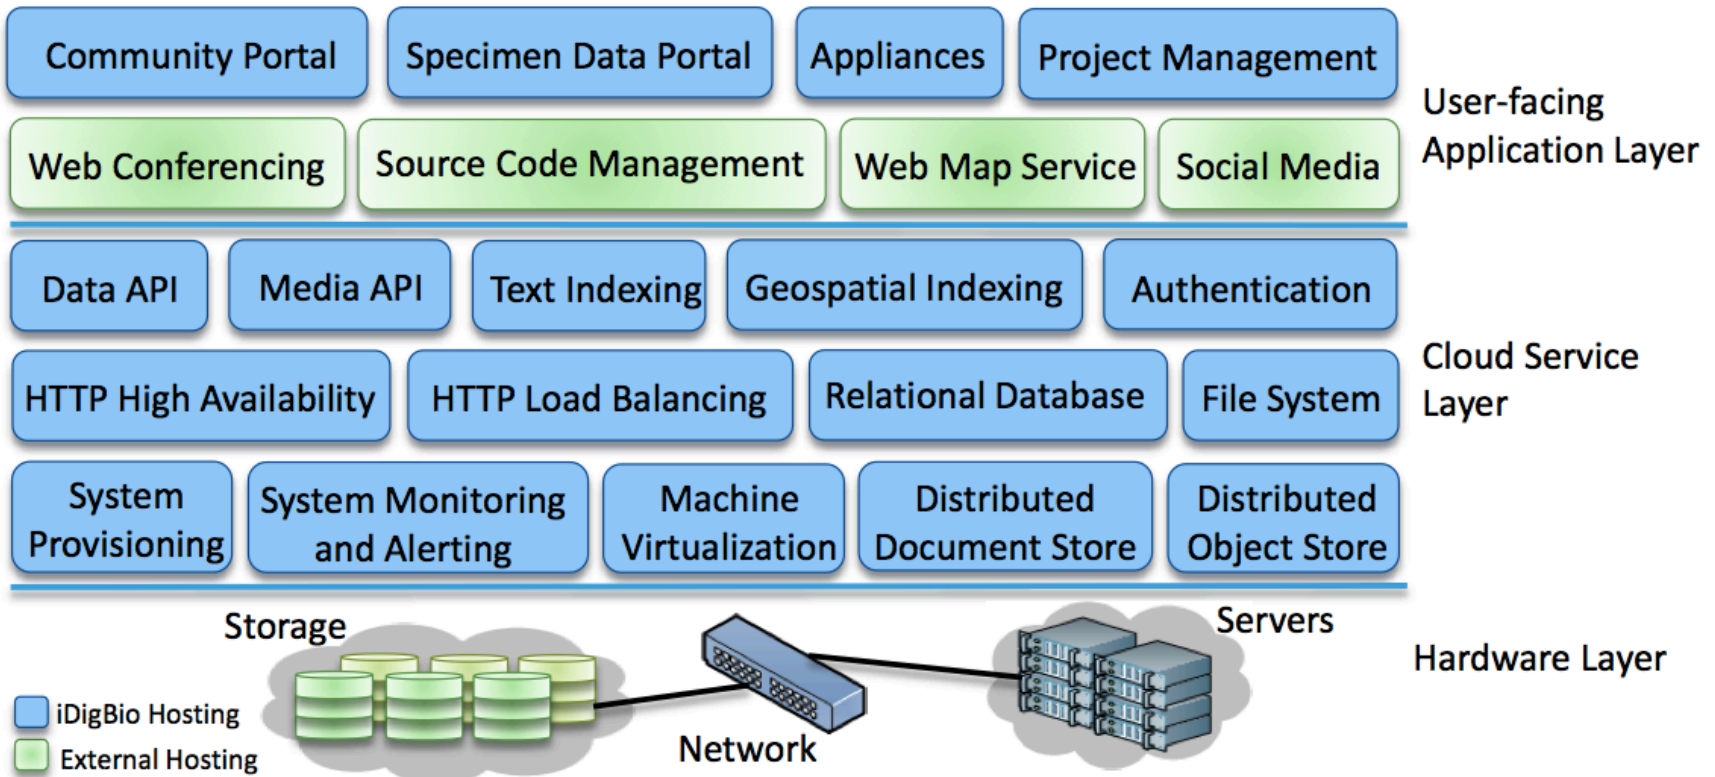 Community Portal
Specimen Data Portal
Appliances
Project Management
User-facing
Application Layer
Web Conferencing
Source Code Management
Web Map Service
Social Media
Data API
Media API
Text Indexing
Geospatial Indexing
Authentication
HTTP High Availability
HTTP Load Balancing
Relational Database
File System
Cloud Service
Layer
System
Provisioning
System Monitoring
and Alerting
Machine
Virtualization
Distributed
Document Store
Distributed
Object Store
Storage
Network
Servers
Hardware Layer
iDigBio Hosting
External Hosting